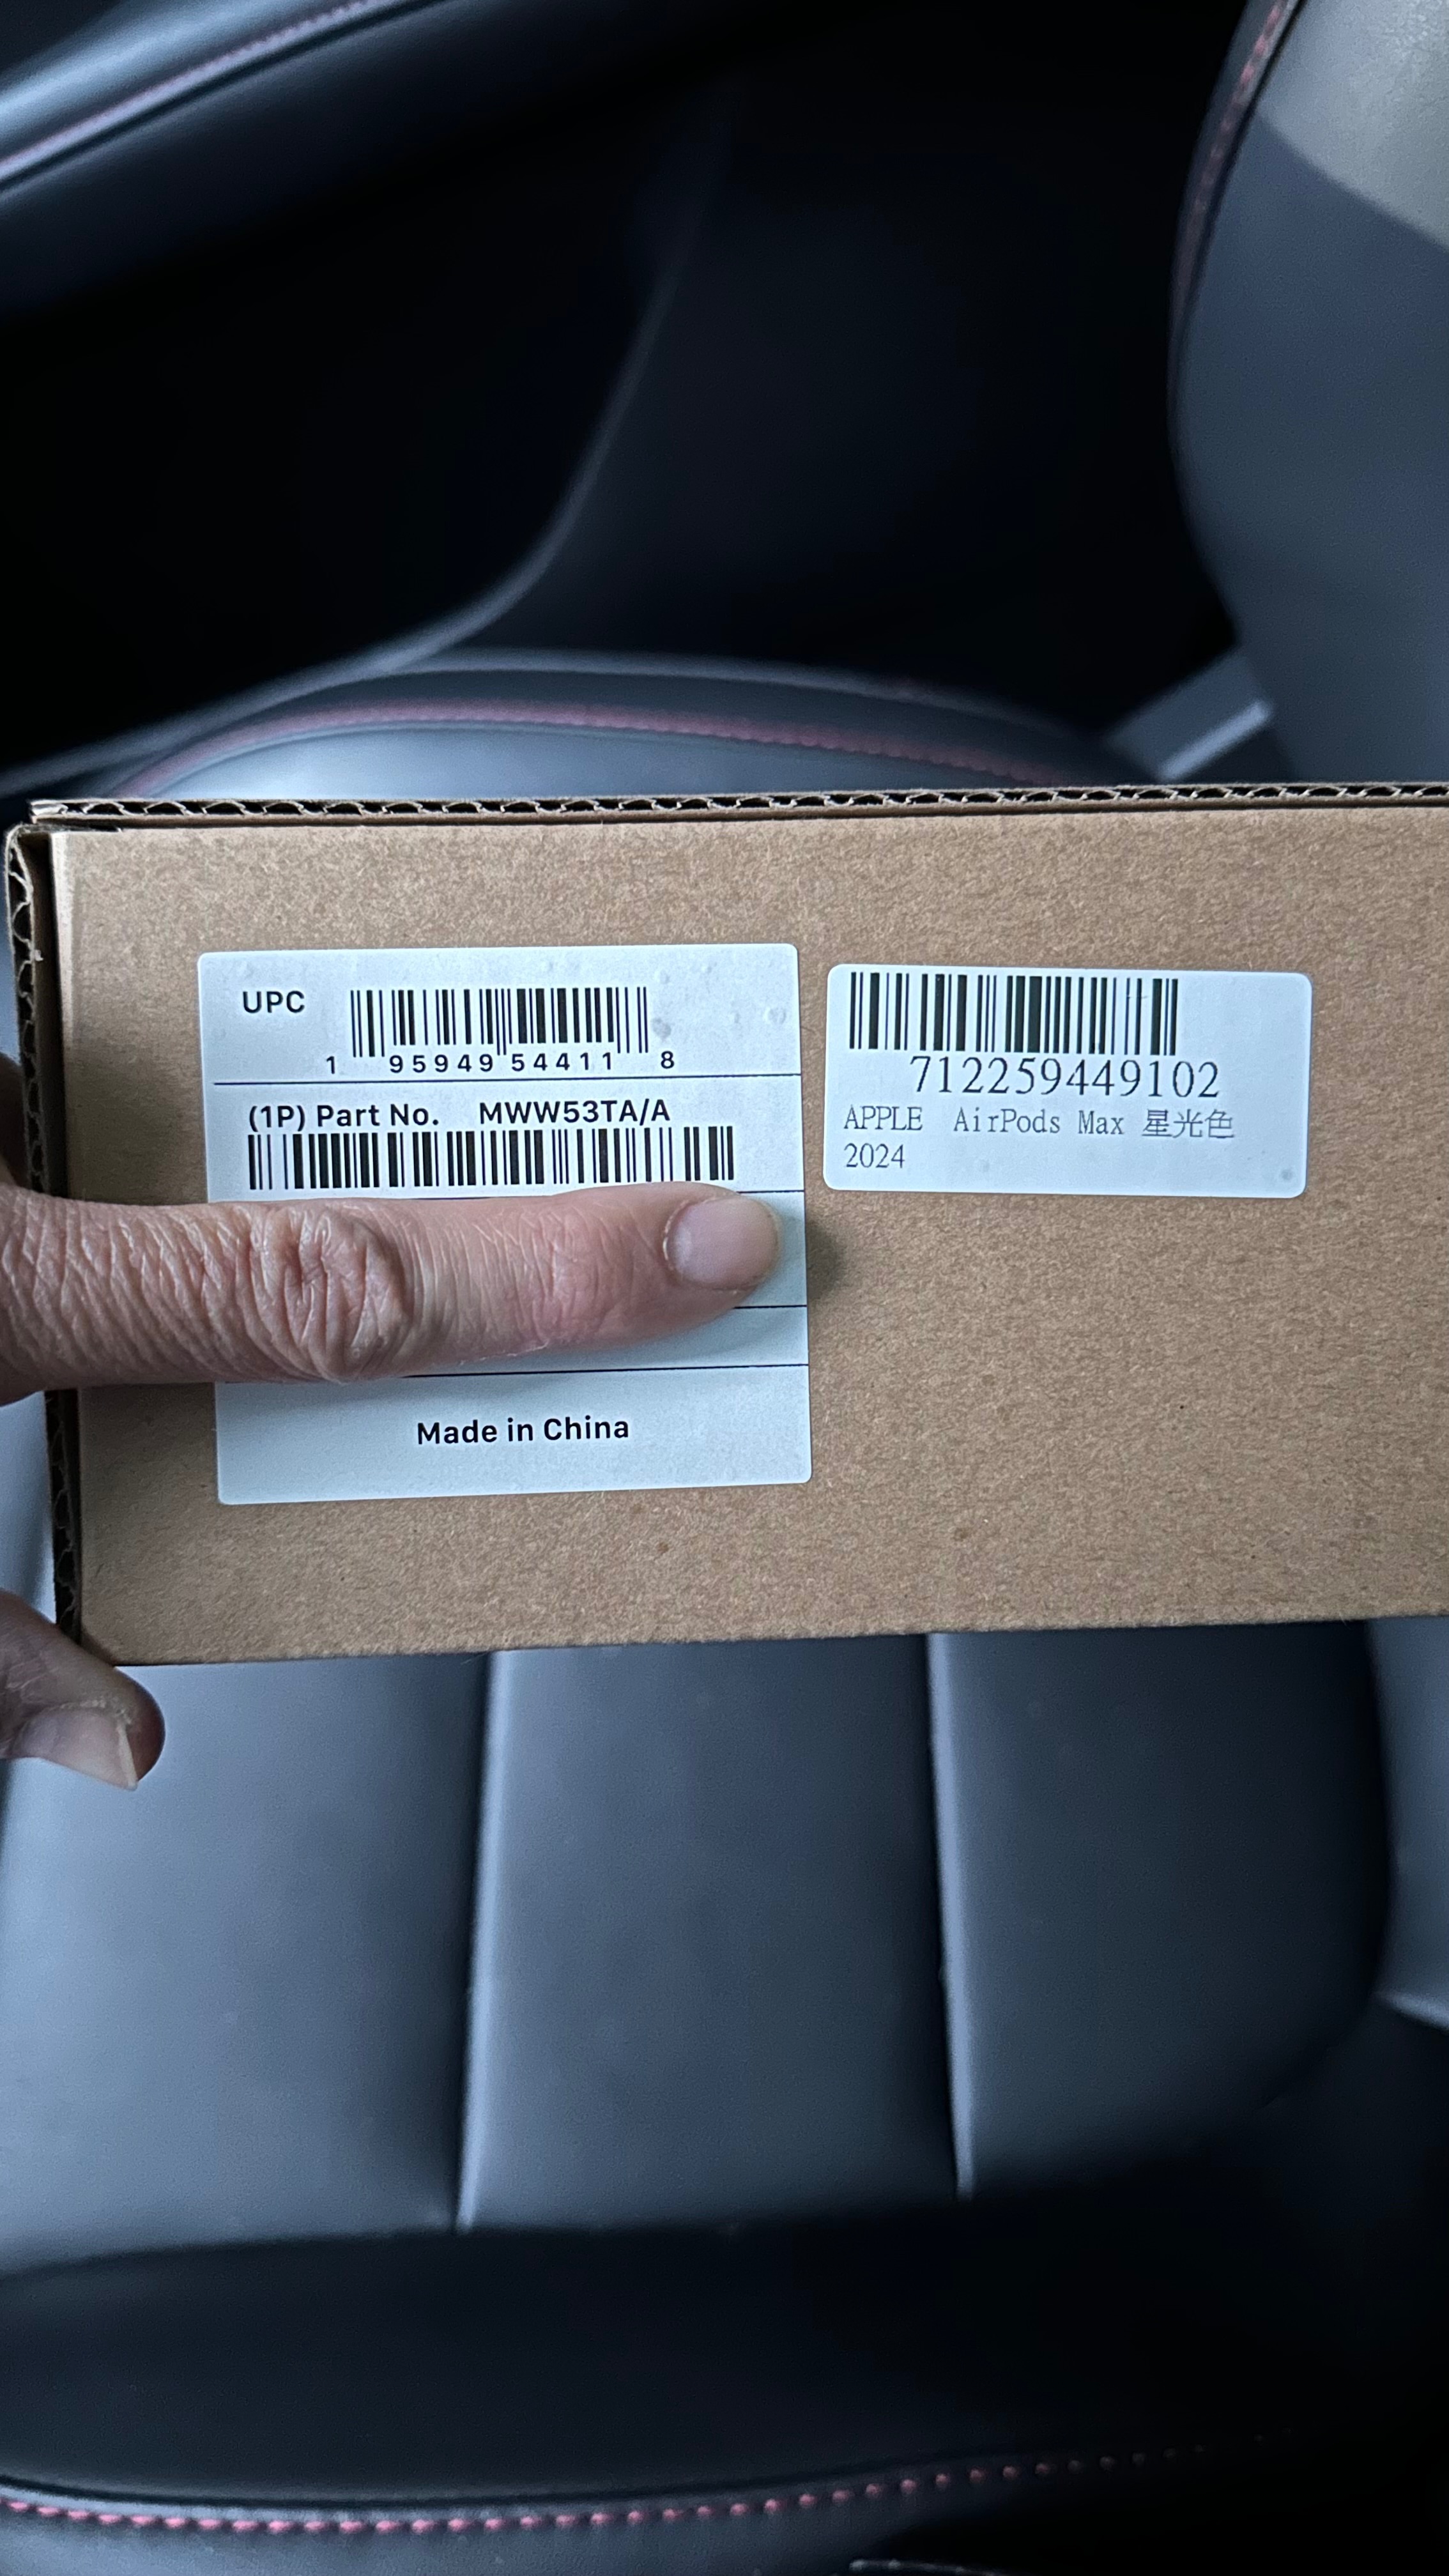 UPC
1 95949 54411 8
(1P) Part No. MWW53TA/A
Made in China
712259449102
APPLE AirPods Max 星光色
2024